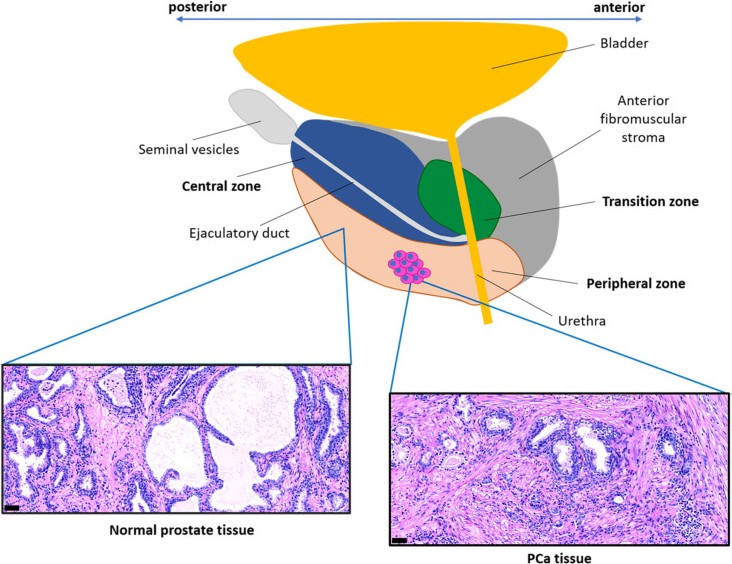 posterior
anterior
Bladder
Anterior
fibromuscular
stroma
Seminal vesicles
Central zone
Transition zone
Ejaculatory duct
Peripheral zone
Urethra
Normal prostate tissue
PCa tissue